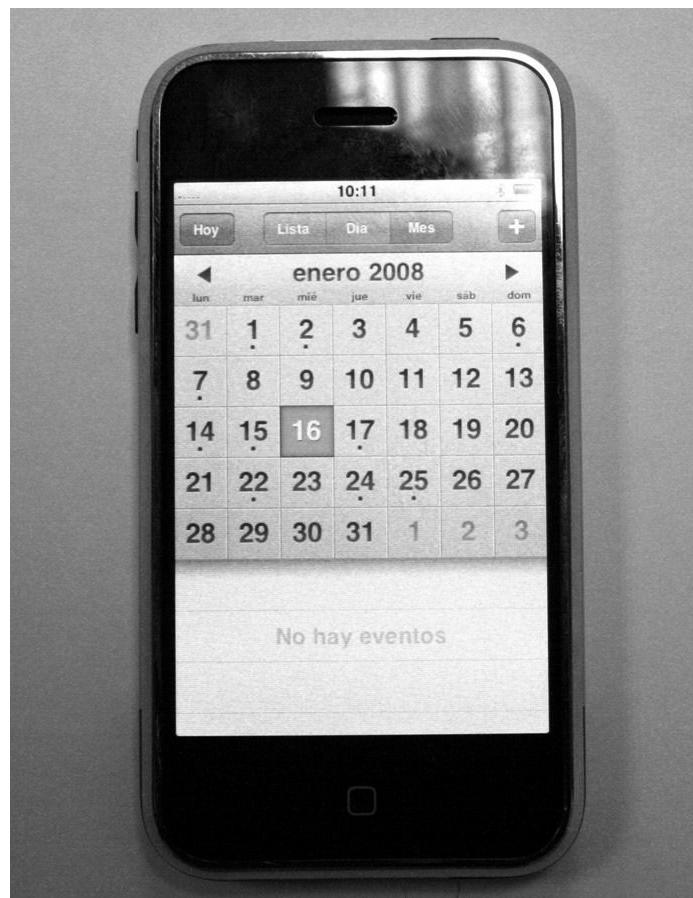 10:11
Hoy Lista Día Mes +
enero 2008
lun mar mié jue vie sáb dom
31 1 2 3 4 5 6
7 8 9 10 11 12 13
14 15 16 17 18 19 20
21 22 23 24 25 26 27
28 29 30 31 1 2 3
No hay eventos